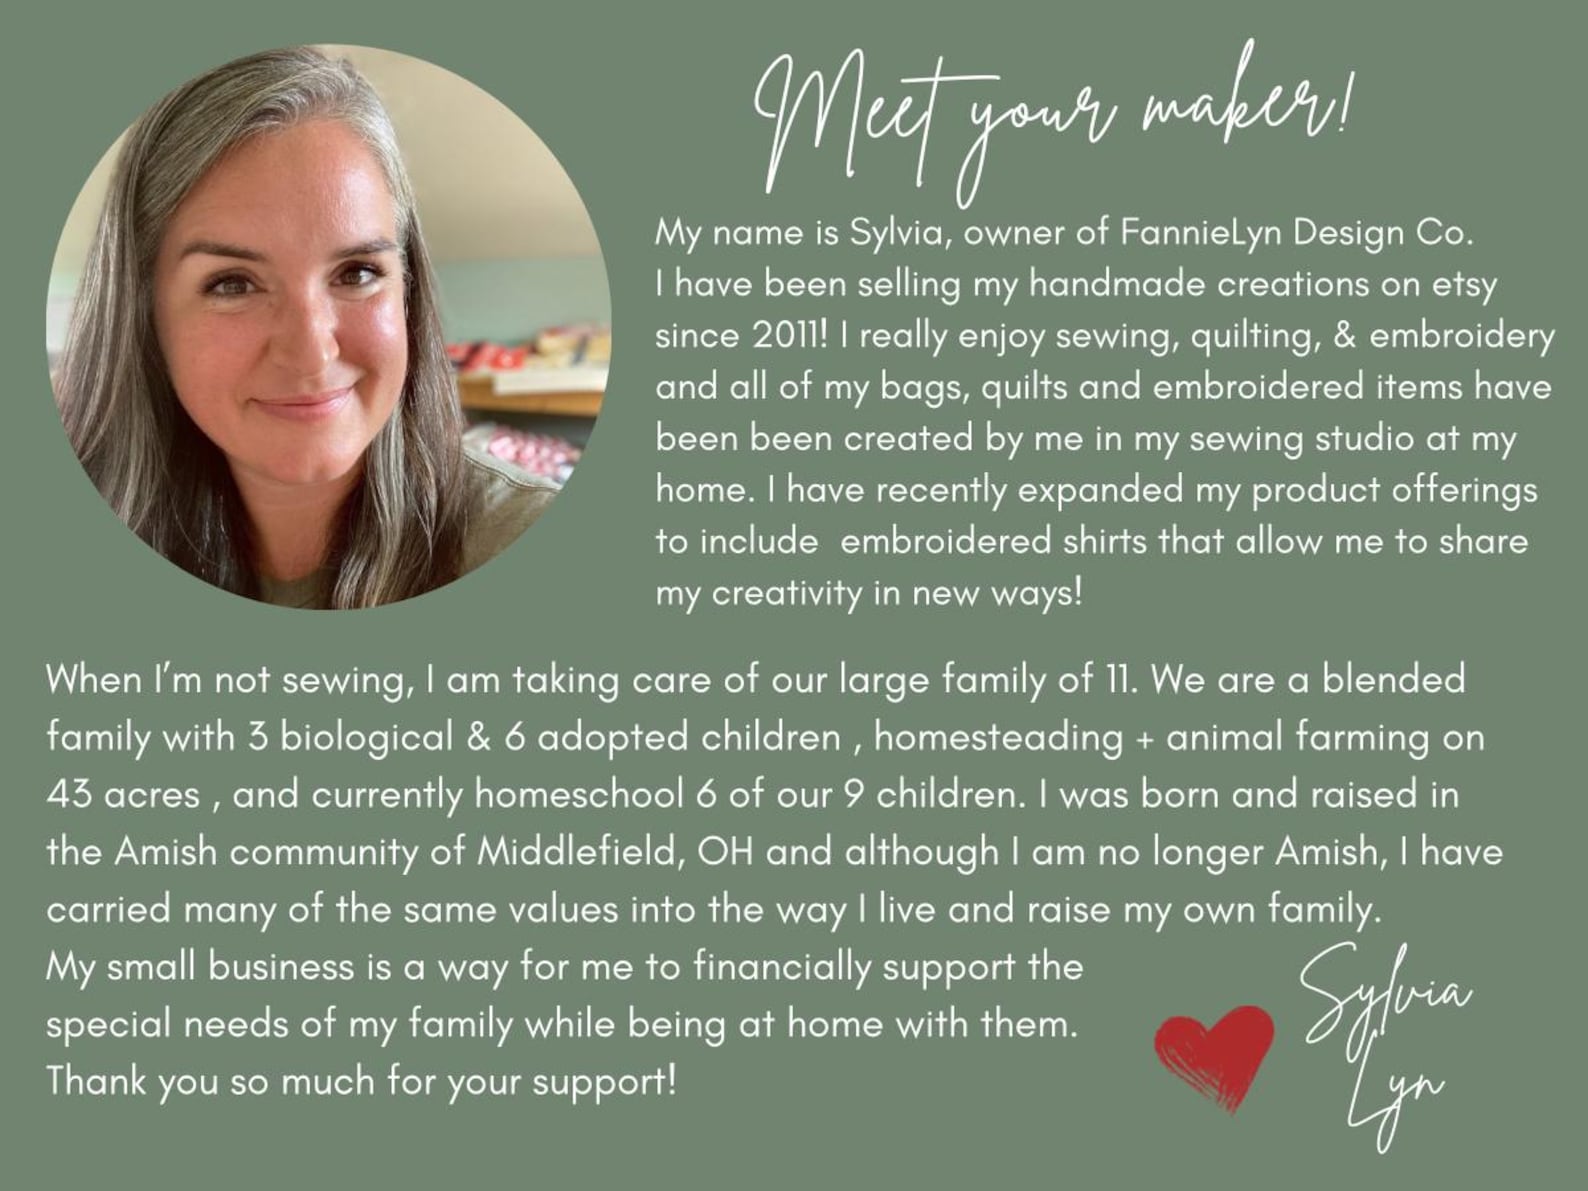 Meet your maker!
My name is Sylvia, owner of FannieLyn Design Co.
I have been selling my handmade creations on etsy
since 2011! I really enjoy sewing, quilting, & embroidery
and all of my bags, quilts and embroidered items have
been been created by me in my sewing studio at my
home. I have recently expanded my product offerings
to include  embroidered shirts that allow me to share
my creativity in new ways!
When I'm not sewing, I am taking care of our large family of 11. We are a blended
family with 3 biological & 6 adopted children , homesteading + animal farming on
43 acres , and currently homeschool 6 of our 9 children. I was born and raised in
the Amish community of Middlefield, OH and although I am no longer Amish, I have
carried many of the same values into the way I live and raise my own family.
My small business is a way for me to financially support the
special needs of my family while being at home with them.
Thank you so much for your support!
Sylvia
Lyn